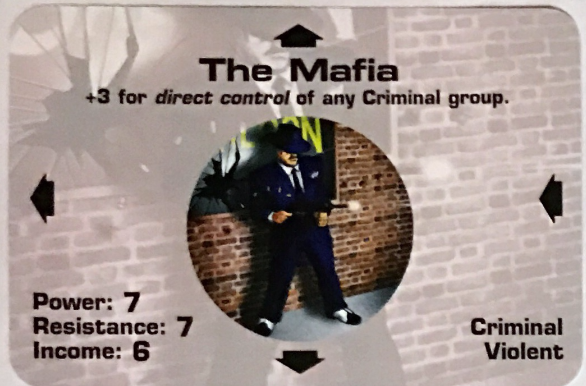 The Mafia
+3 for direct control of any Criminal group.
Power: 7
Resistance: 7
Income: 6
Criminal
Violent